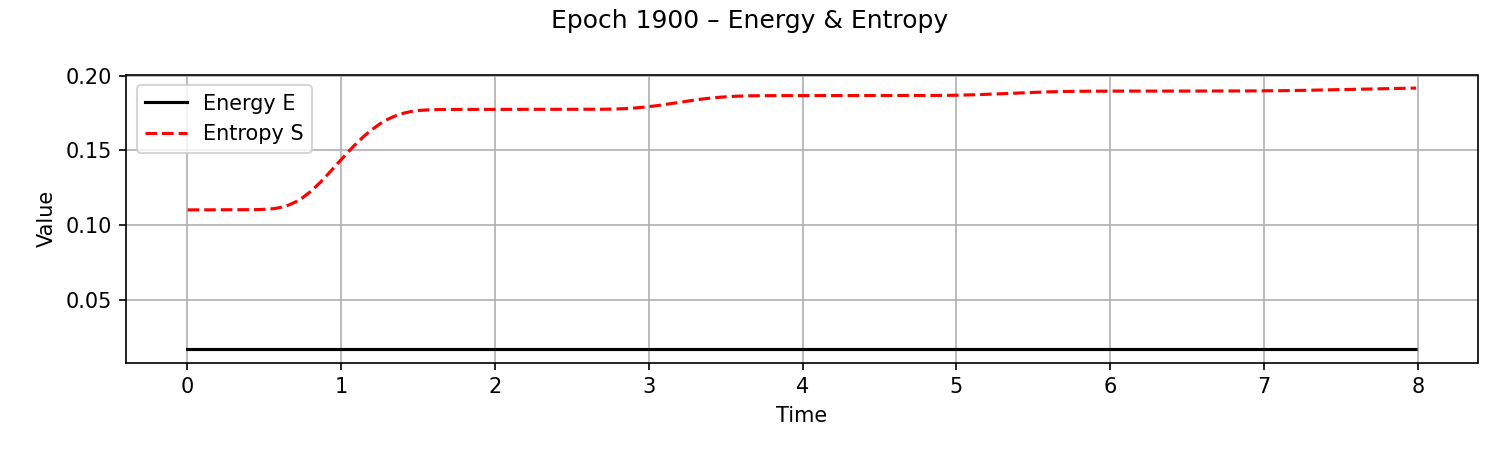 Epoch 1900 – Energy & Entropy
Energy E
Entropy S
Value
0.20
0.15
0.10
0.05
0 1 2 3 4 5 6 7 8
Time